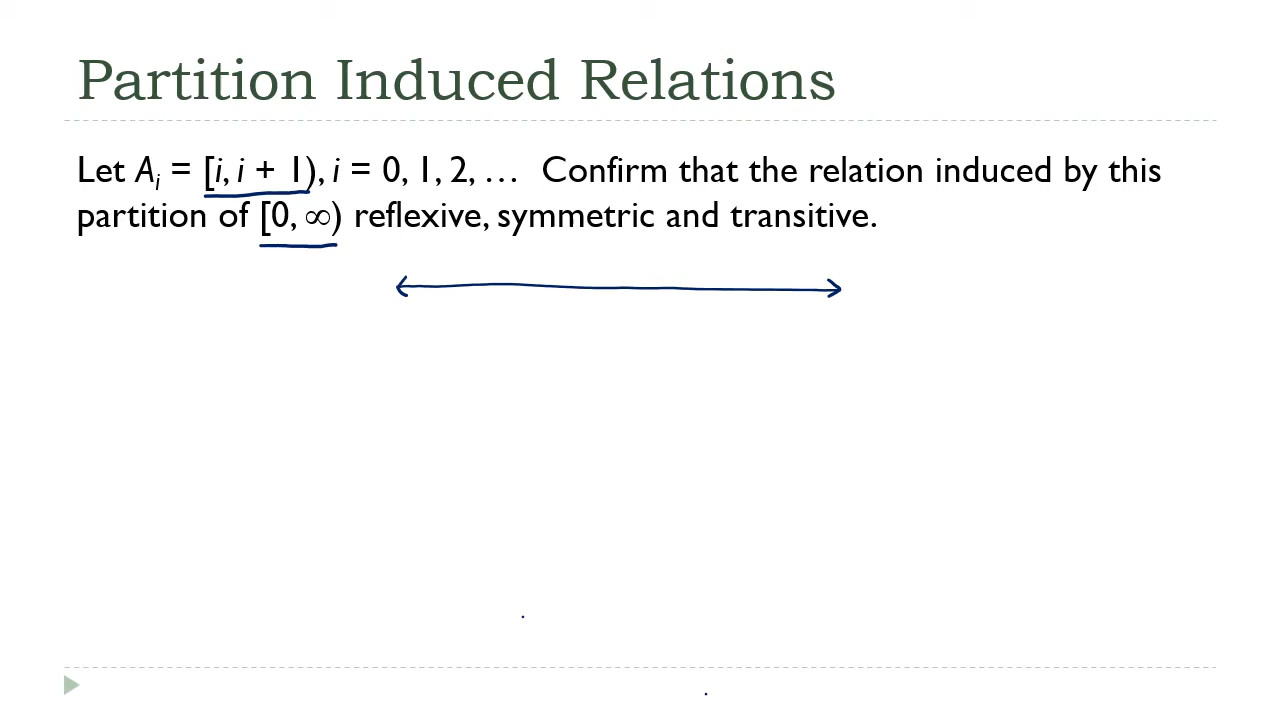 Partition Induced Relations
Let Aᵢ = [i, i + 1), i = 0, 1, 2, … Confirm that the relation induced by this
partition of [0, ∞) reflexive, symmetric and transitive.